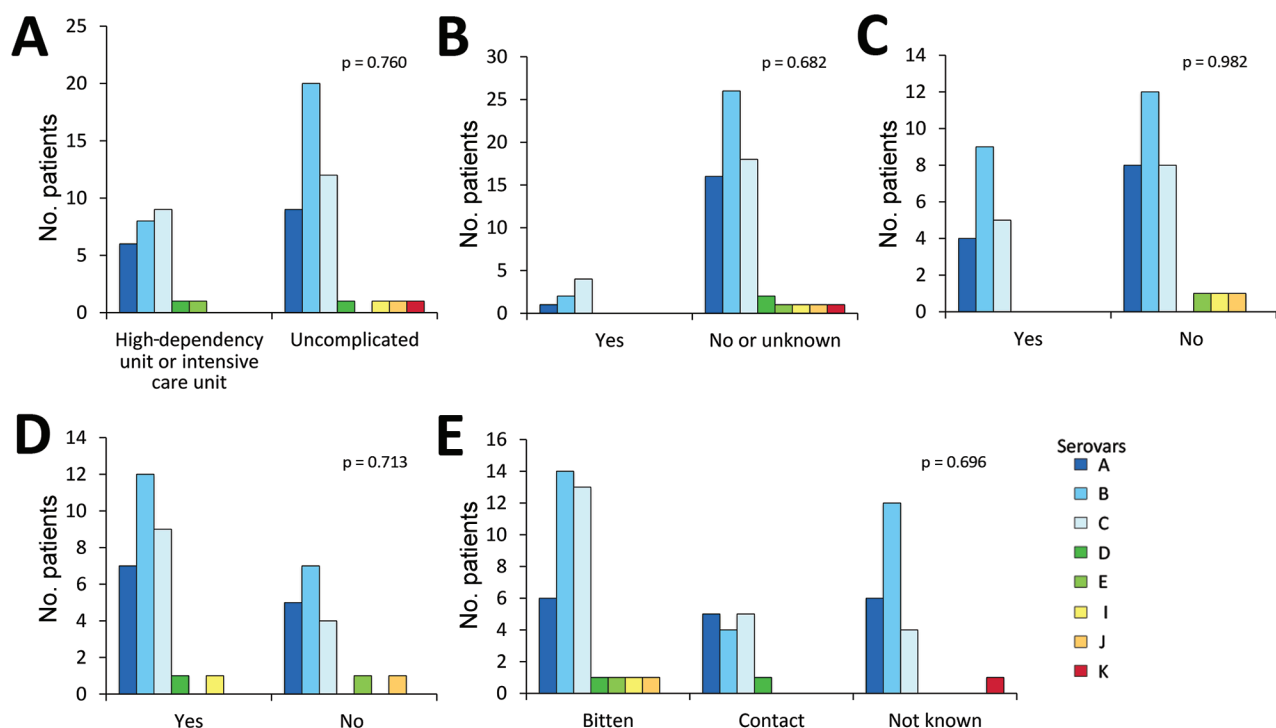 A
25
20
15
10
5
0
No. patients
p = 0.760
High-dependency
unit or intensive
care unit
Uncomplicated
B
30
25
20
15
10
5
0
No. patients
p = 0.682
Yes
No or unknown
C
14
12
10
8
6
4
2
0
No. patients
p = 0.982
Yes
No
D
14
12
10
8
6
4
2
0
No. patients
p = 0.713
Yes
No
E
16
14
12
10
8
6
4
2
0
No. patients
p = 0.696
Bitten
Contact
Not known
Serovars
A
B
C
D
E
I
J
K